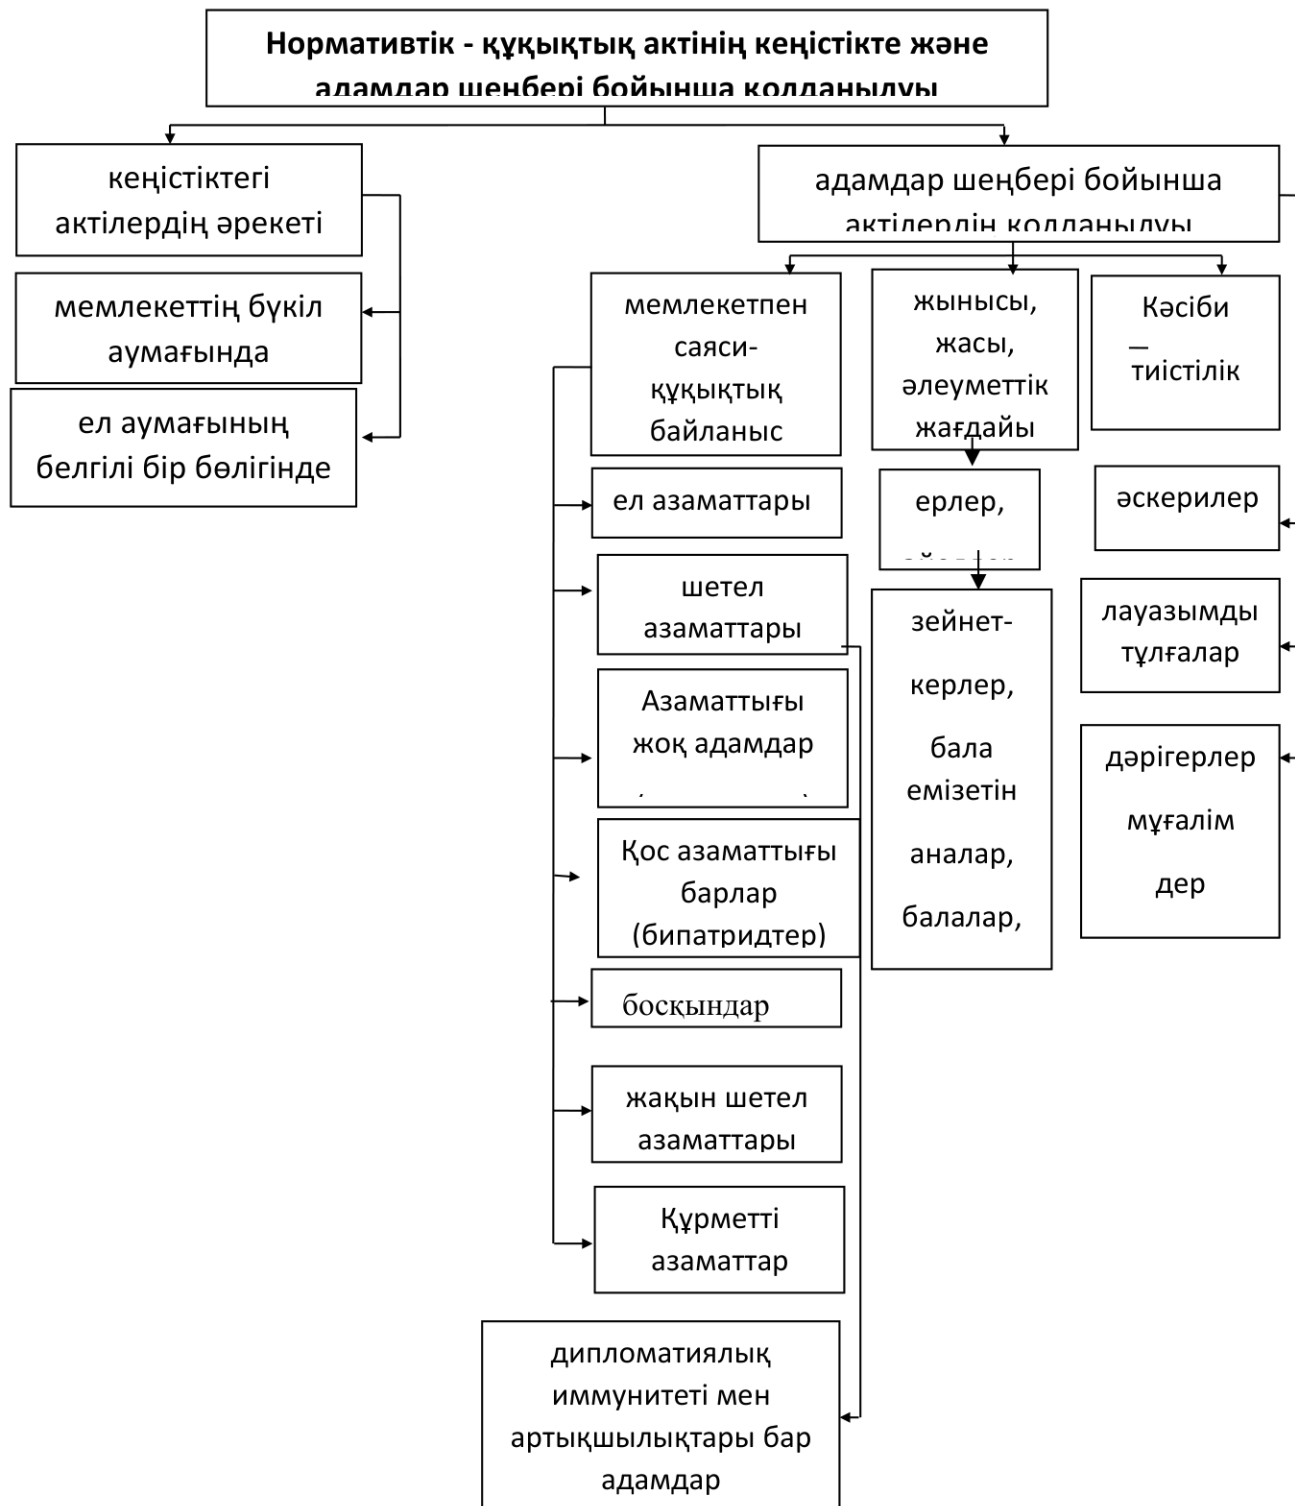 Нормативтік - құқықтық актінің кеңістікте және
адамдар шеңбері бойынша қолданылуы
кеңістіктегі
актілердің әрекеті
мемлекеттің бүкіл
аумағында
ел аумағының
белгілі бір бөлігінде
адамдар шеңбері бойынша
актілердің қолданылуы
мемлекетпен
саяси-
құқықтық
байланыс
ел азаматтары
шетел
азаматтары
Азаматтығы
жоқ адамдар
Қос азаматтығы
барлар
(бипатридтер)
босқындар
жақын шетел
азаматтары
Құрметті
азаматтар
дипломатиялық
иммунитеті мен
артықшылықтары бар
адамдар
жынысы,
жасы,
әлеуметтік
жағдайы
ерлер,
зейнет-
керлер,
бала
емізетін
аналар,
балалар,
Кәсіби
–
тиістілік
әскерилер
лауазымды
тұлғалар
дәрігерлер
мұғалім
дер